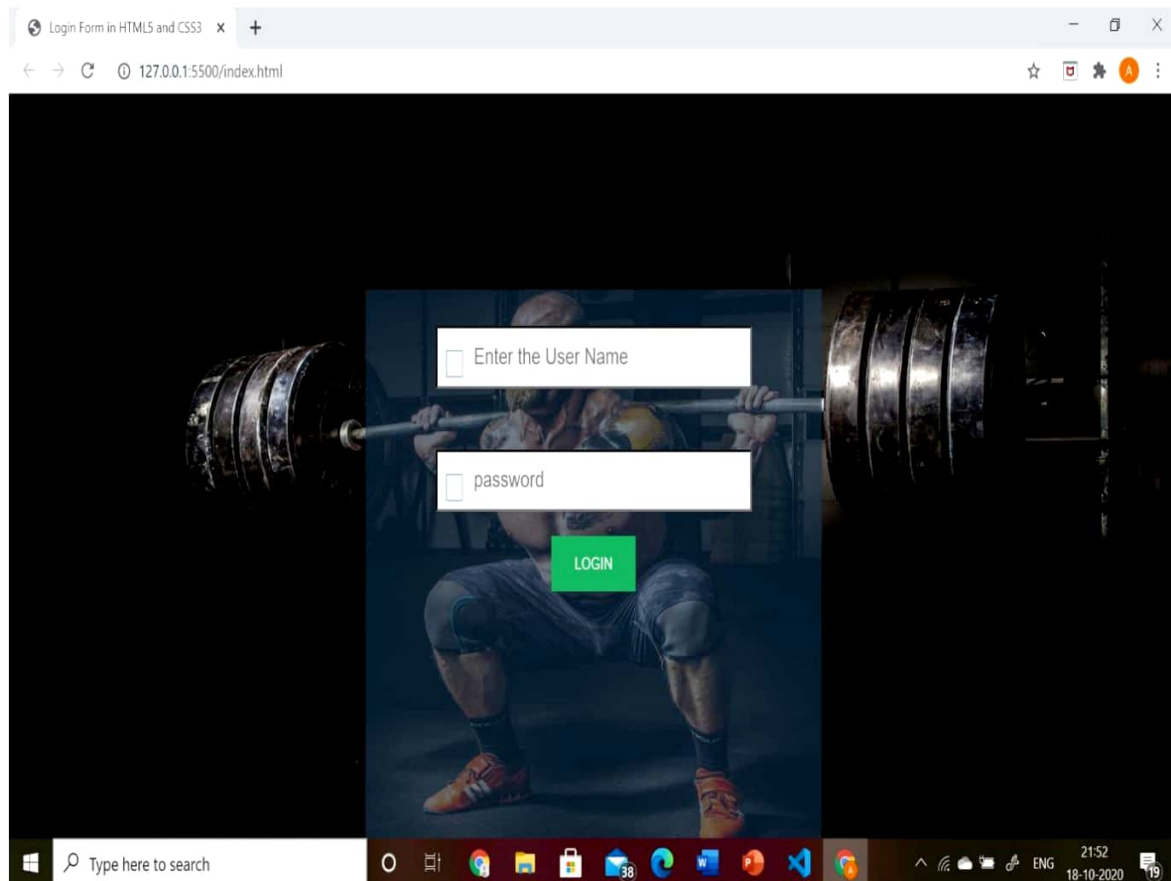 Login Form in HTML5 and CSS3
127.0.0.1:5500/index.html
A
Enter the User Name
password
LOGIN
Type here to search
38
ENG
21:52
18-10-2020
19